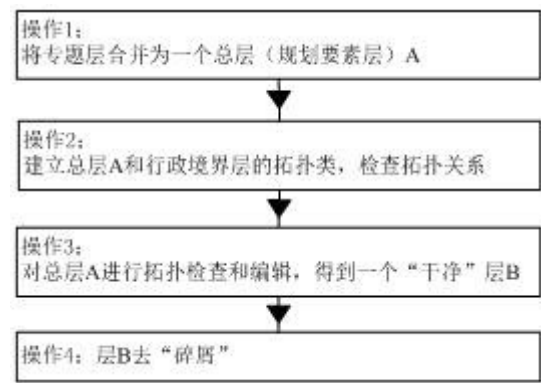 操作1:
将专题层合并为一个总层（规划要素层）A
操作2:
建立总层A和行政境界层的拓扑类，检查拓扑关系
操作3:
对总层A进行拓扑检查和编辑，得到一个“干净”层B
操作4: 层B去“碎屑”